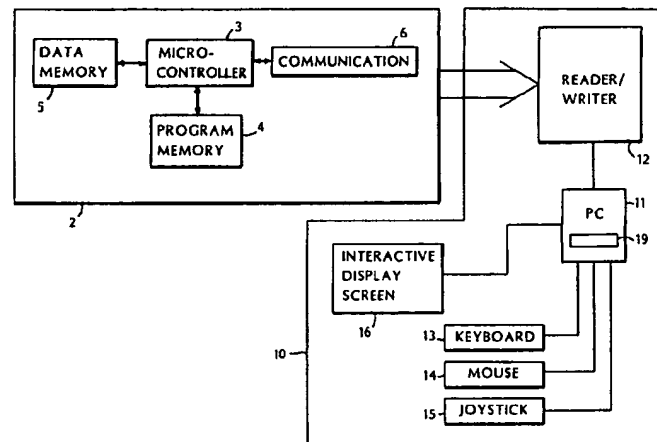 3
DATA
MEMORY
5
MICRO-
CONTROLLER
6
COMMUNICATION
PROGRAM
MEMORY
4
2
READER/
WRITER
12
PC
11
19
INTERACTIVE
DISPLAY
SCREEN
16
10
13 KEYBOARD
14 MOUSE
15 JOYSTICK